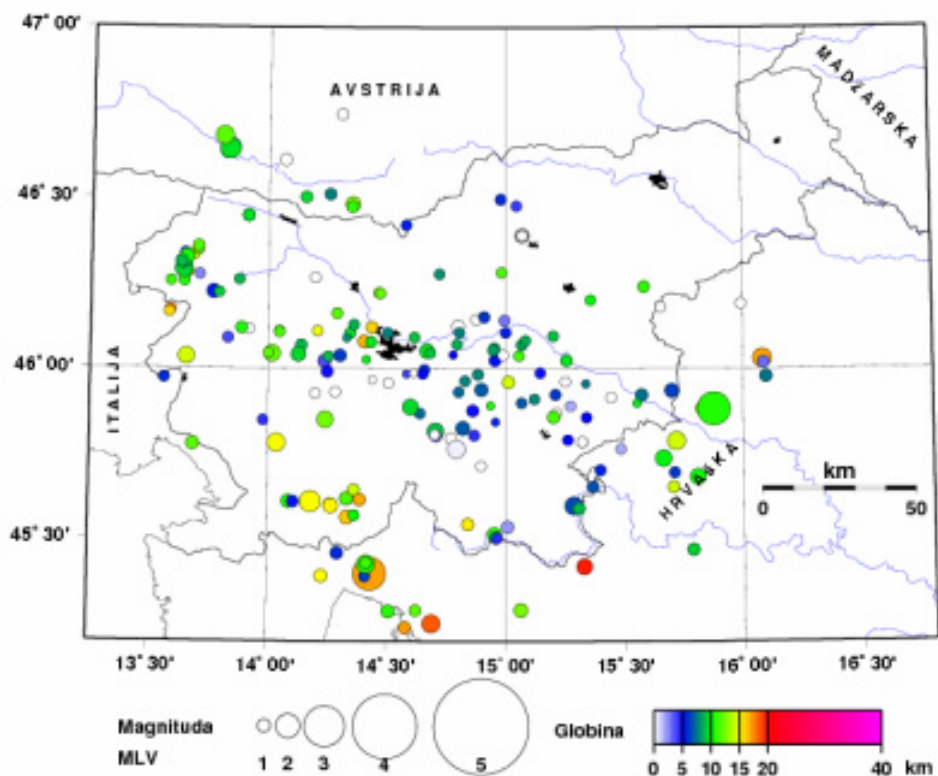 47° 00'
AVSTRIJA
MADŽARSKA
46° 30'
46° 00'
ITALIJA
HRVAŠKA
km
0 50
45° 30'
13° 30' 14° 00' 14° 30' 15° 00' 15° 30' 16° 00' 16° 30'
Magnituda
MLV
1 2 3 4 5
Globina
0 5 10 15 20 40 km